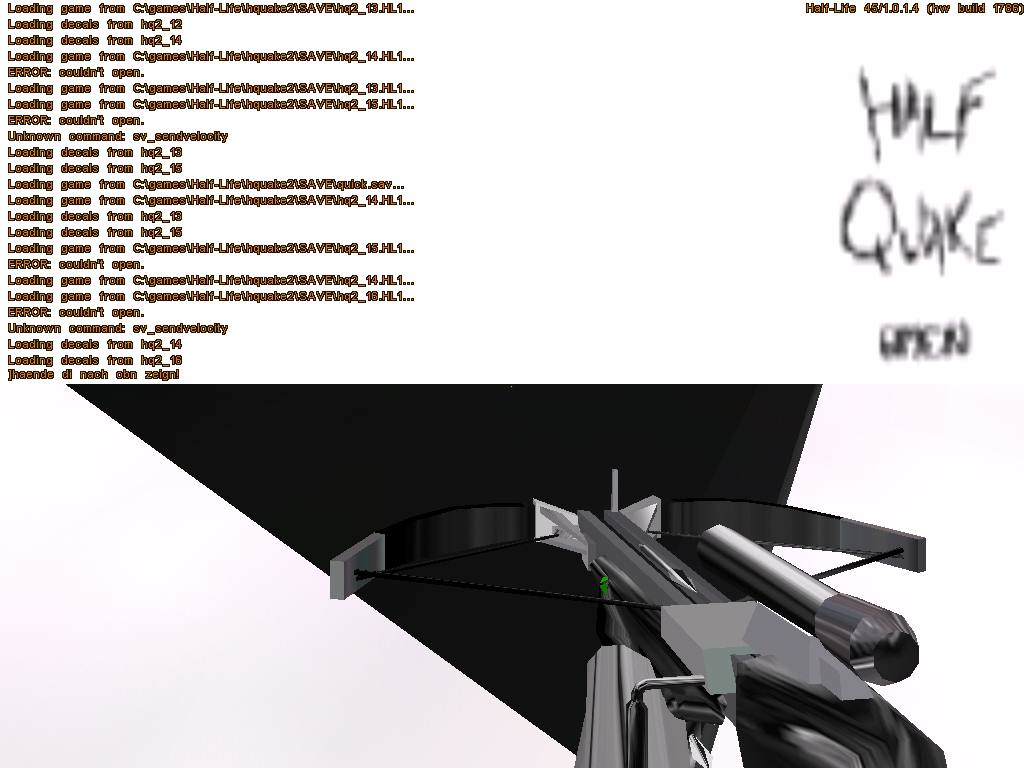 Loading game from C:\games\Half-Life\hquake2\SAVE\hq2_13.HL1...
Loading decals from hq2_12
Loading decals from hq2_14
Loading game from C:\games\Half-Life\hquake2\SAVE\hq2_14.HL1...
ERROR: couldn't open.
Loading game from C:\games\Half-Life\hquake2\SAVE\hq2_13.HL1...
Loading game from C:\games\Half-Life\hquake2\SAVE\hq2_15.HL1...
ERROR: couldn't open.
Unknown command: sv_sendvelocity
Loading decals from hq2_13
Loading decals from hq2_15
Loading game from C:\games\Half-Life\hquake2\SAVE\quick.sav...
Loading game from C:\games\Half-Life\hquake2\SAVE\hq2_14.HL1...
Loading decals from hq2_13
Loading decals from hq2_15
Loading game from C:\games\Half-Life\hquake2\SAVE\hq2_15.HL1...
ERROR: couldn't open.
Loading game from C:\games\Half-Life\hquake2\SAVE\hq2_14.HL1...
Loading game from C:\games\Half-Life\hquake2\SAVE\hq2_16.HL1...
ERROR: couldn't open.
Unknown command: sv_sendvelocity
Loading decals from hq2_14
Loading decals from hq2_16
]haende di nach obn zeign!
Half-Life 45/1.0.1.4 (hw build 1766)
HALF
QUAKE
AMEN